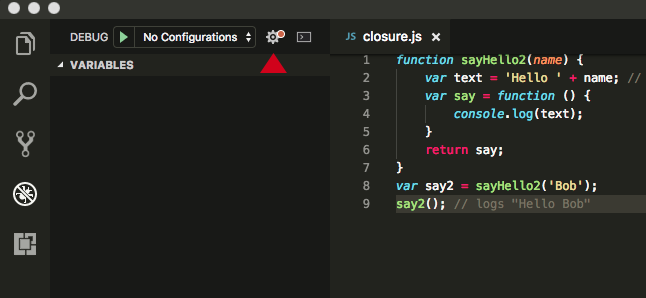 DEBUG No Configurations
VARIABLES
JS closure.js ×
1 function sayHello2(name) {
2 var text = 'Hello ' + name; //
3 var say = function () {
4 console.log(text);
5 }
6 return say;
7 }
8 var say2 = sayHello2('Bob');
9 say2(); // logs "Hello Bob"